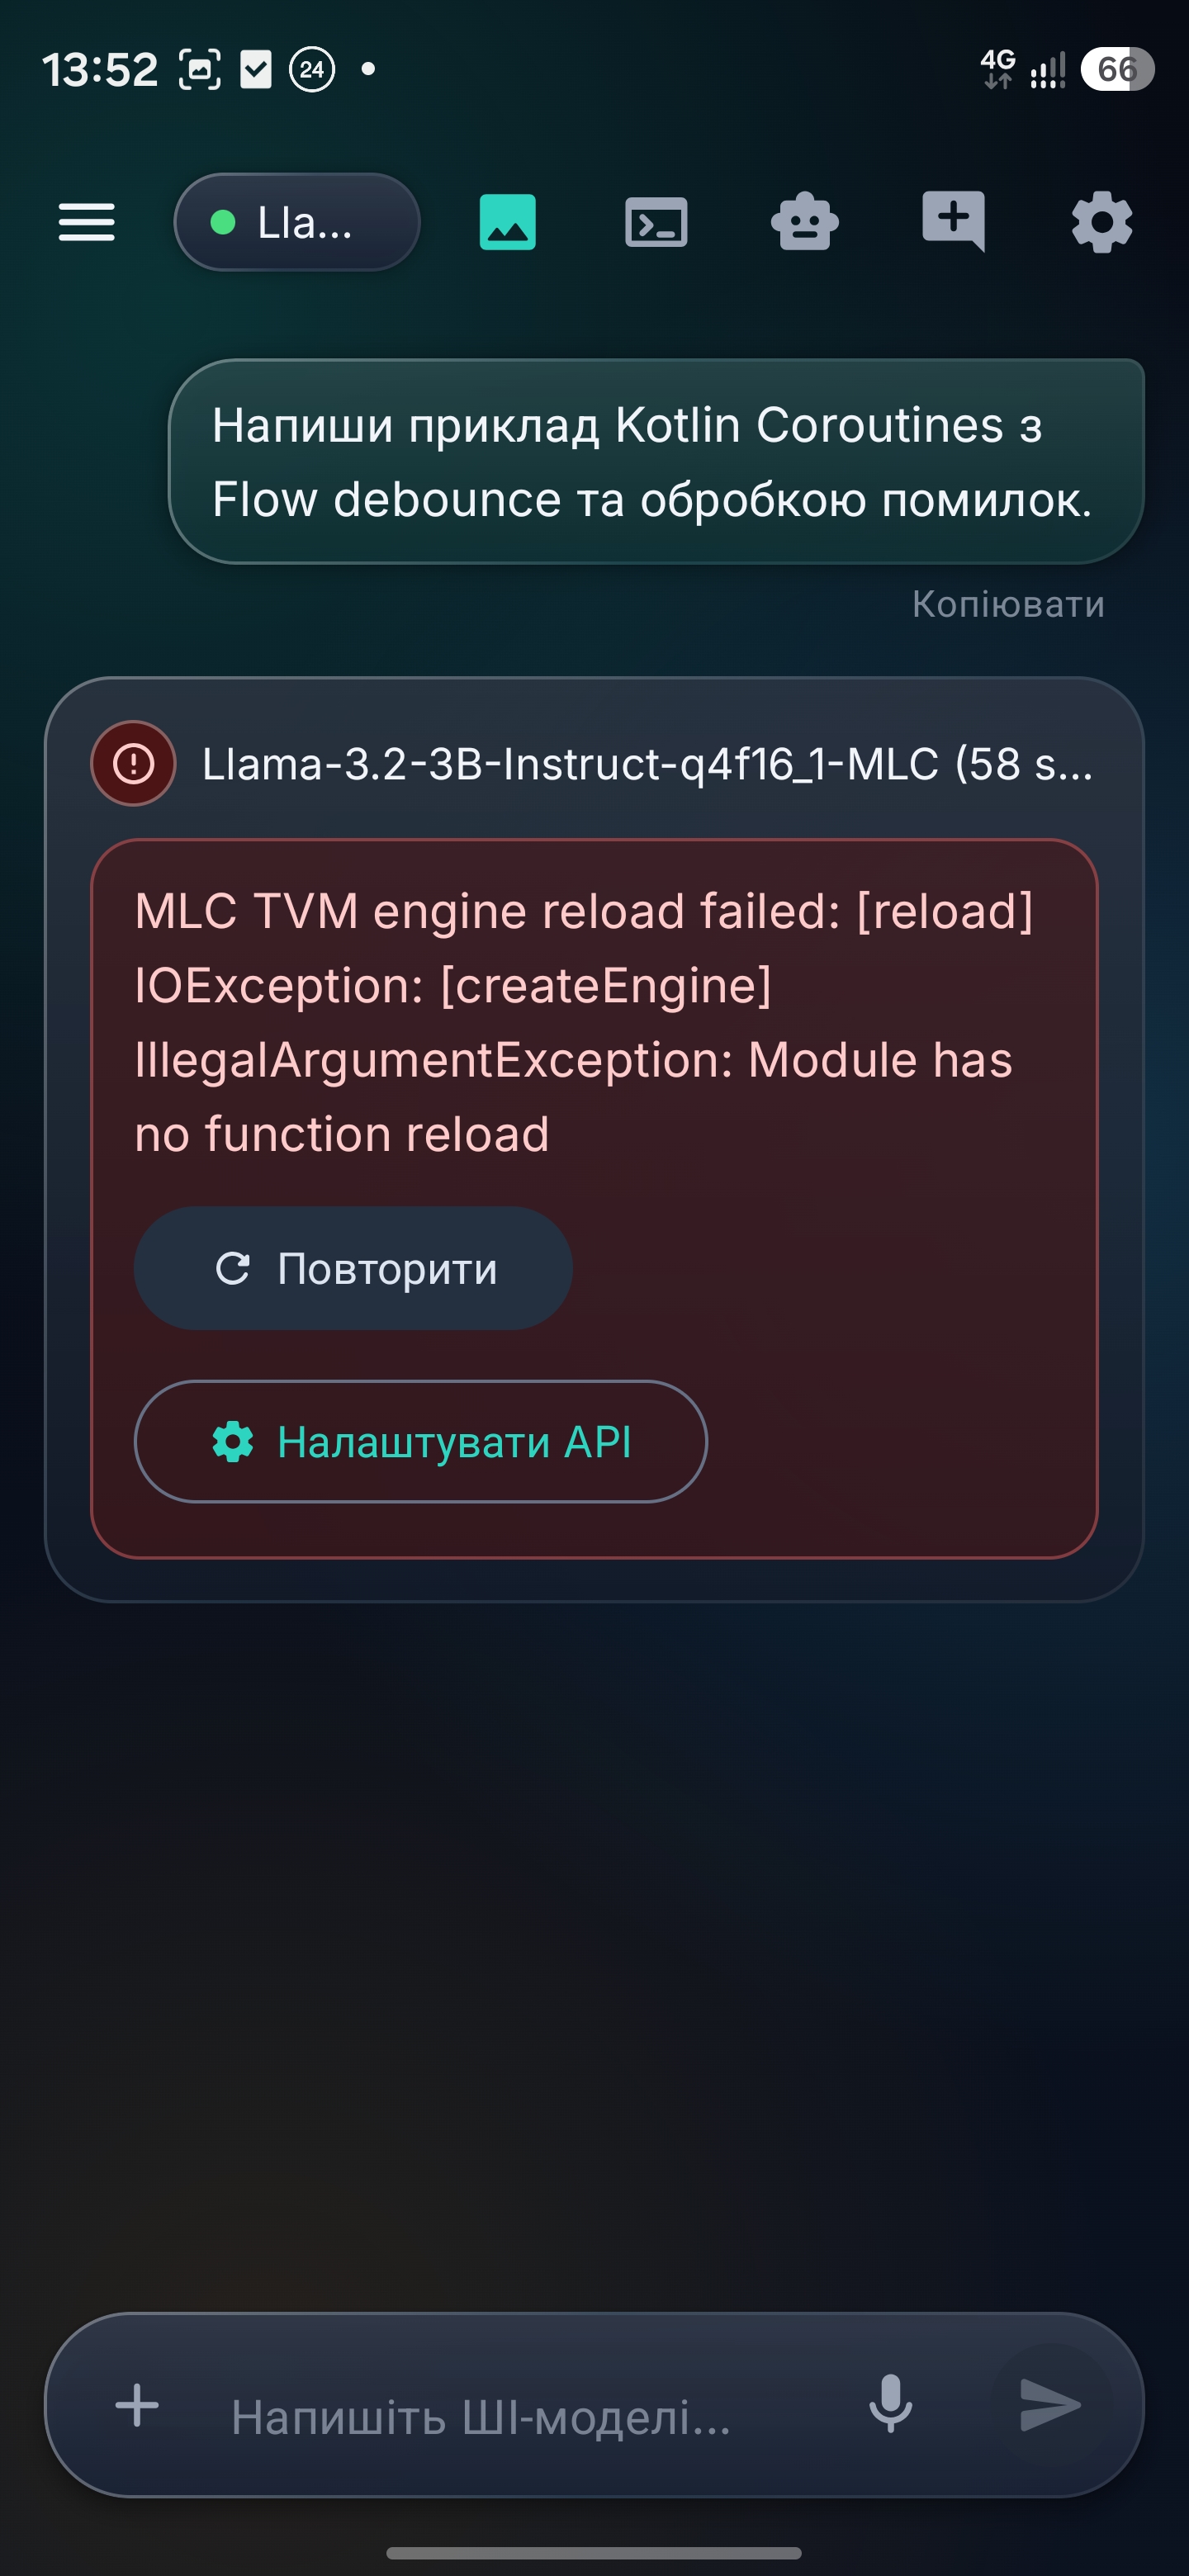 13:52
24
4G
66
Lla...
Напиши приклад Kotlin Coroutines з
Flow debounce та обробкою помилок.
Копіювати
Llama-3.2-3B-Instruct-q4f16_1-MLC (58 s...
MLC TVM engine reload failed: [reload]
IOException: [createEngine]
IllegalArgumentException: Module has
no function reload
Повторити
Налаштувати API
Напишіть ШІ-моделі...